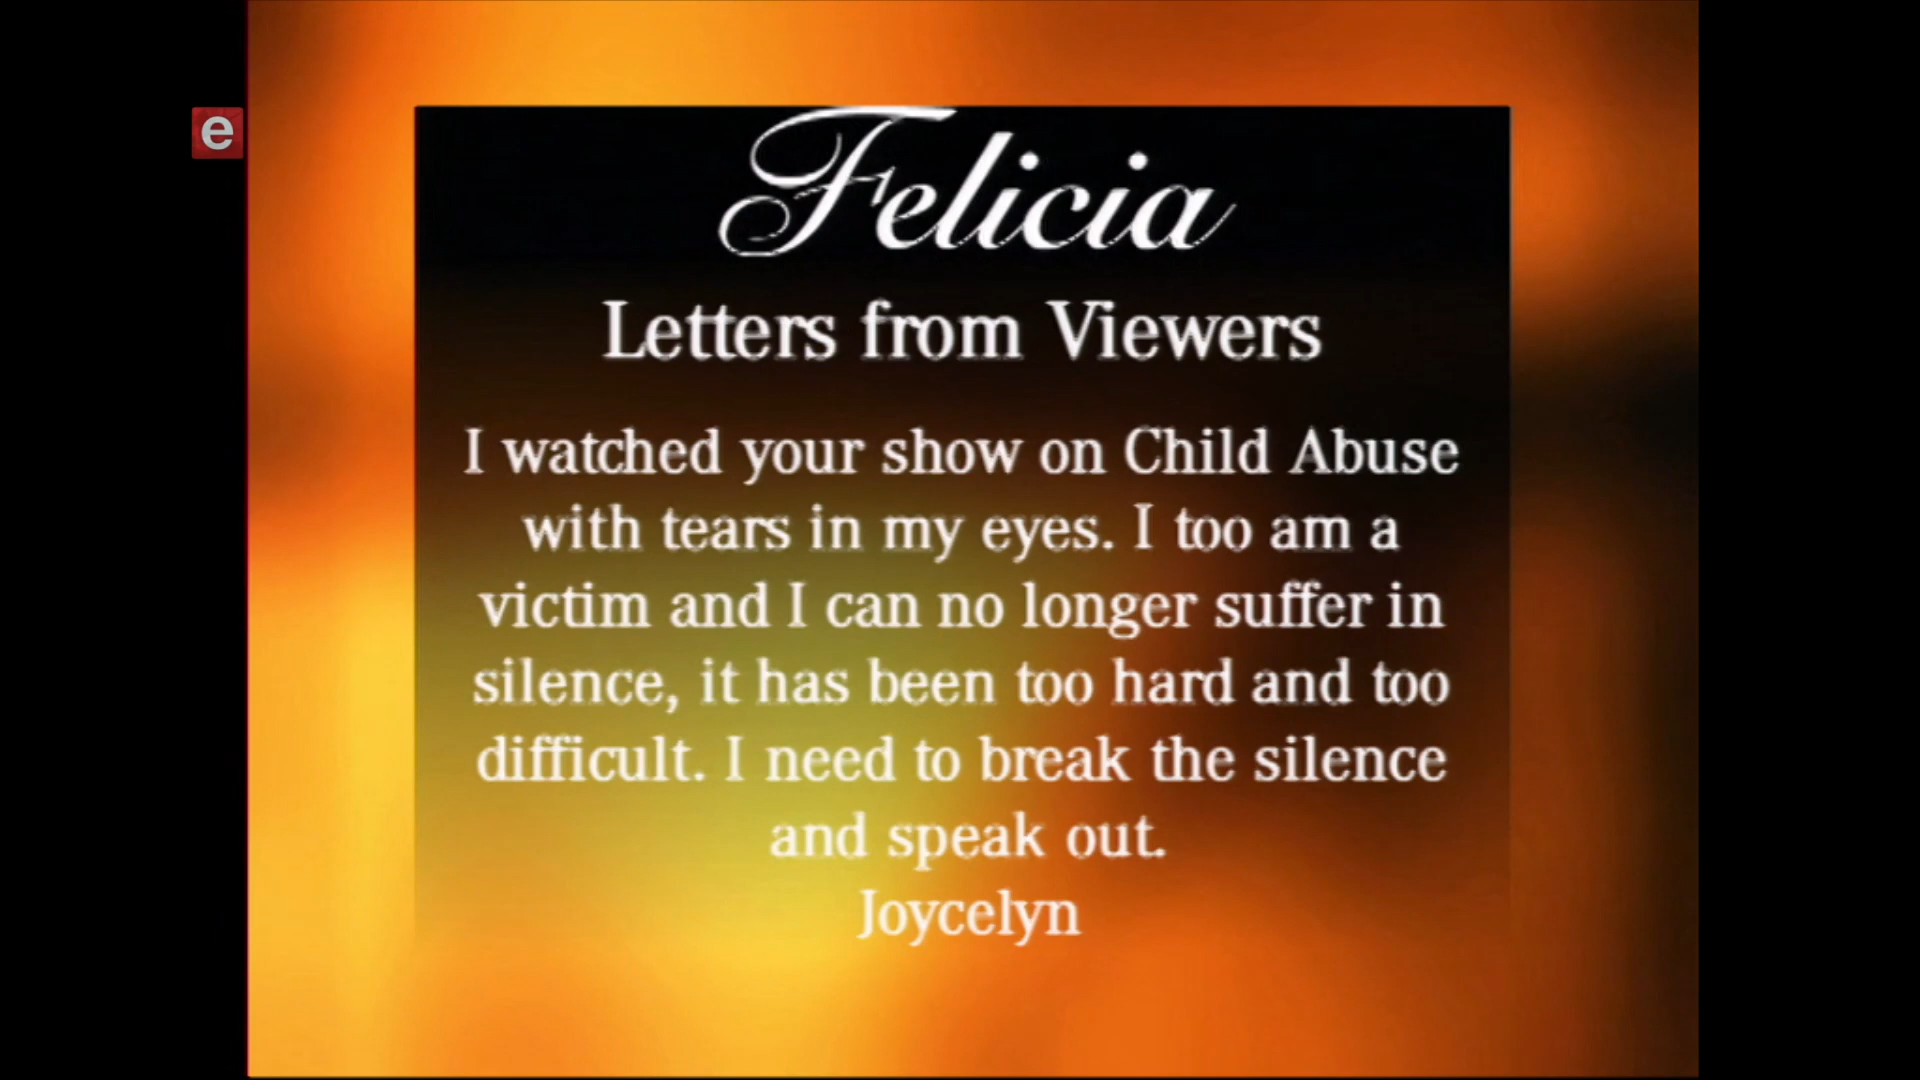 e
Felicia
Letters from Viewers
I watched your show on Child Abuse
with tears in my eyes. I too am a
victim and I can no longer suffer in
silence, it has been too hard and too
difficult. I need to break the silence
and speak out.
Joycelyn